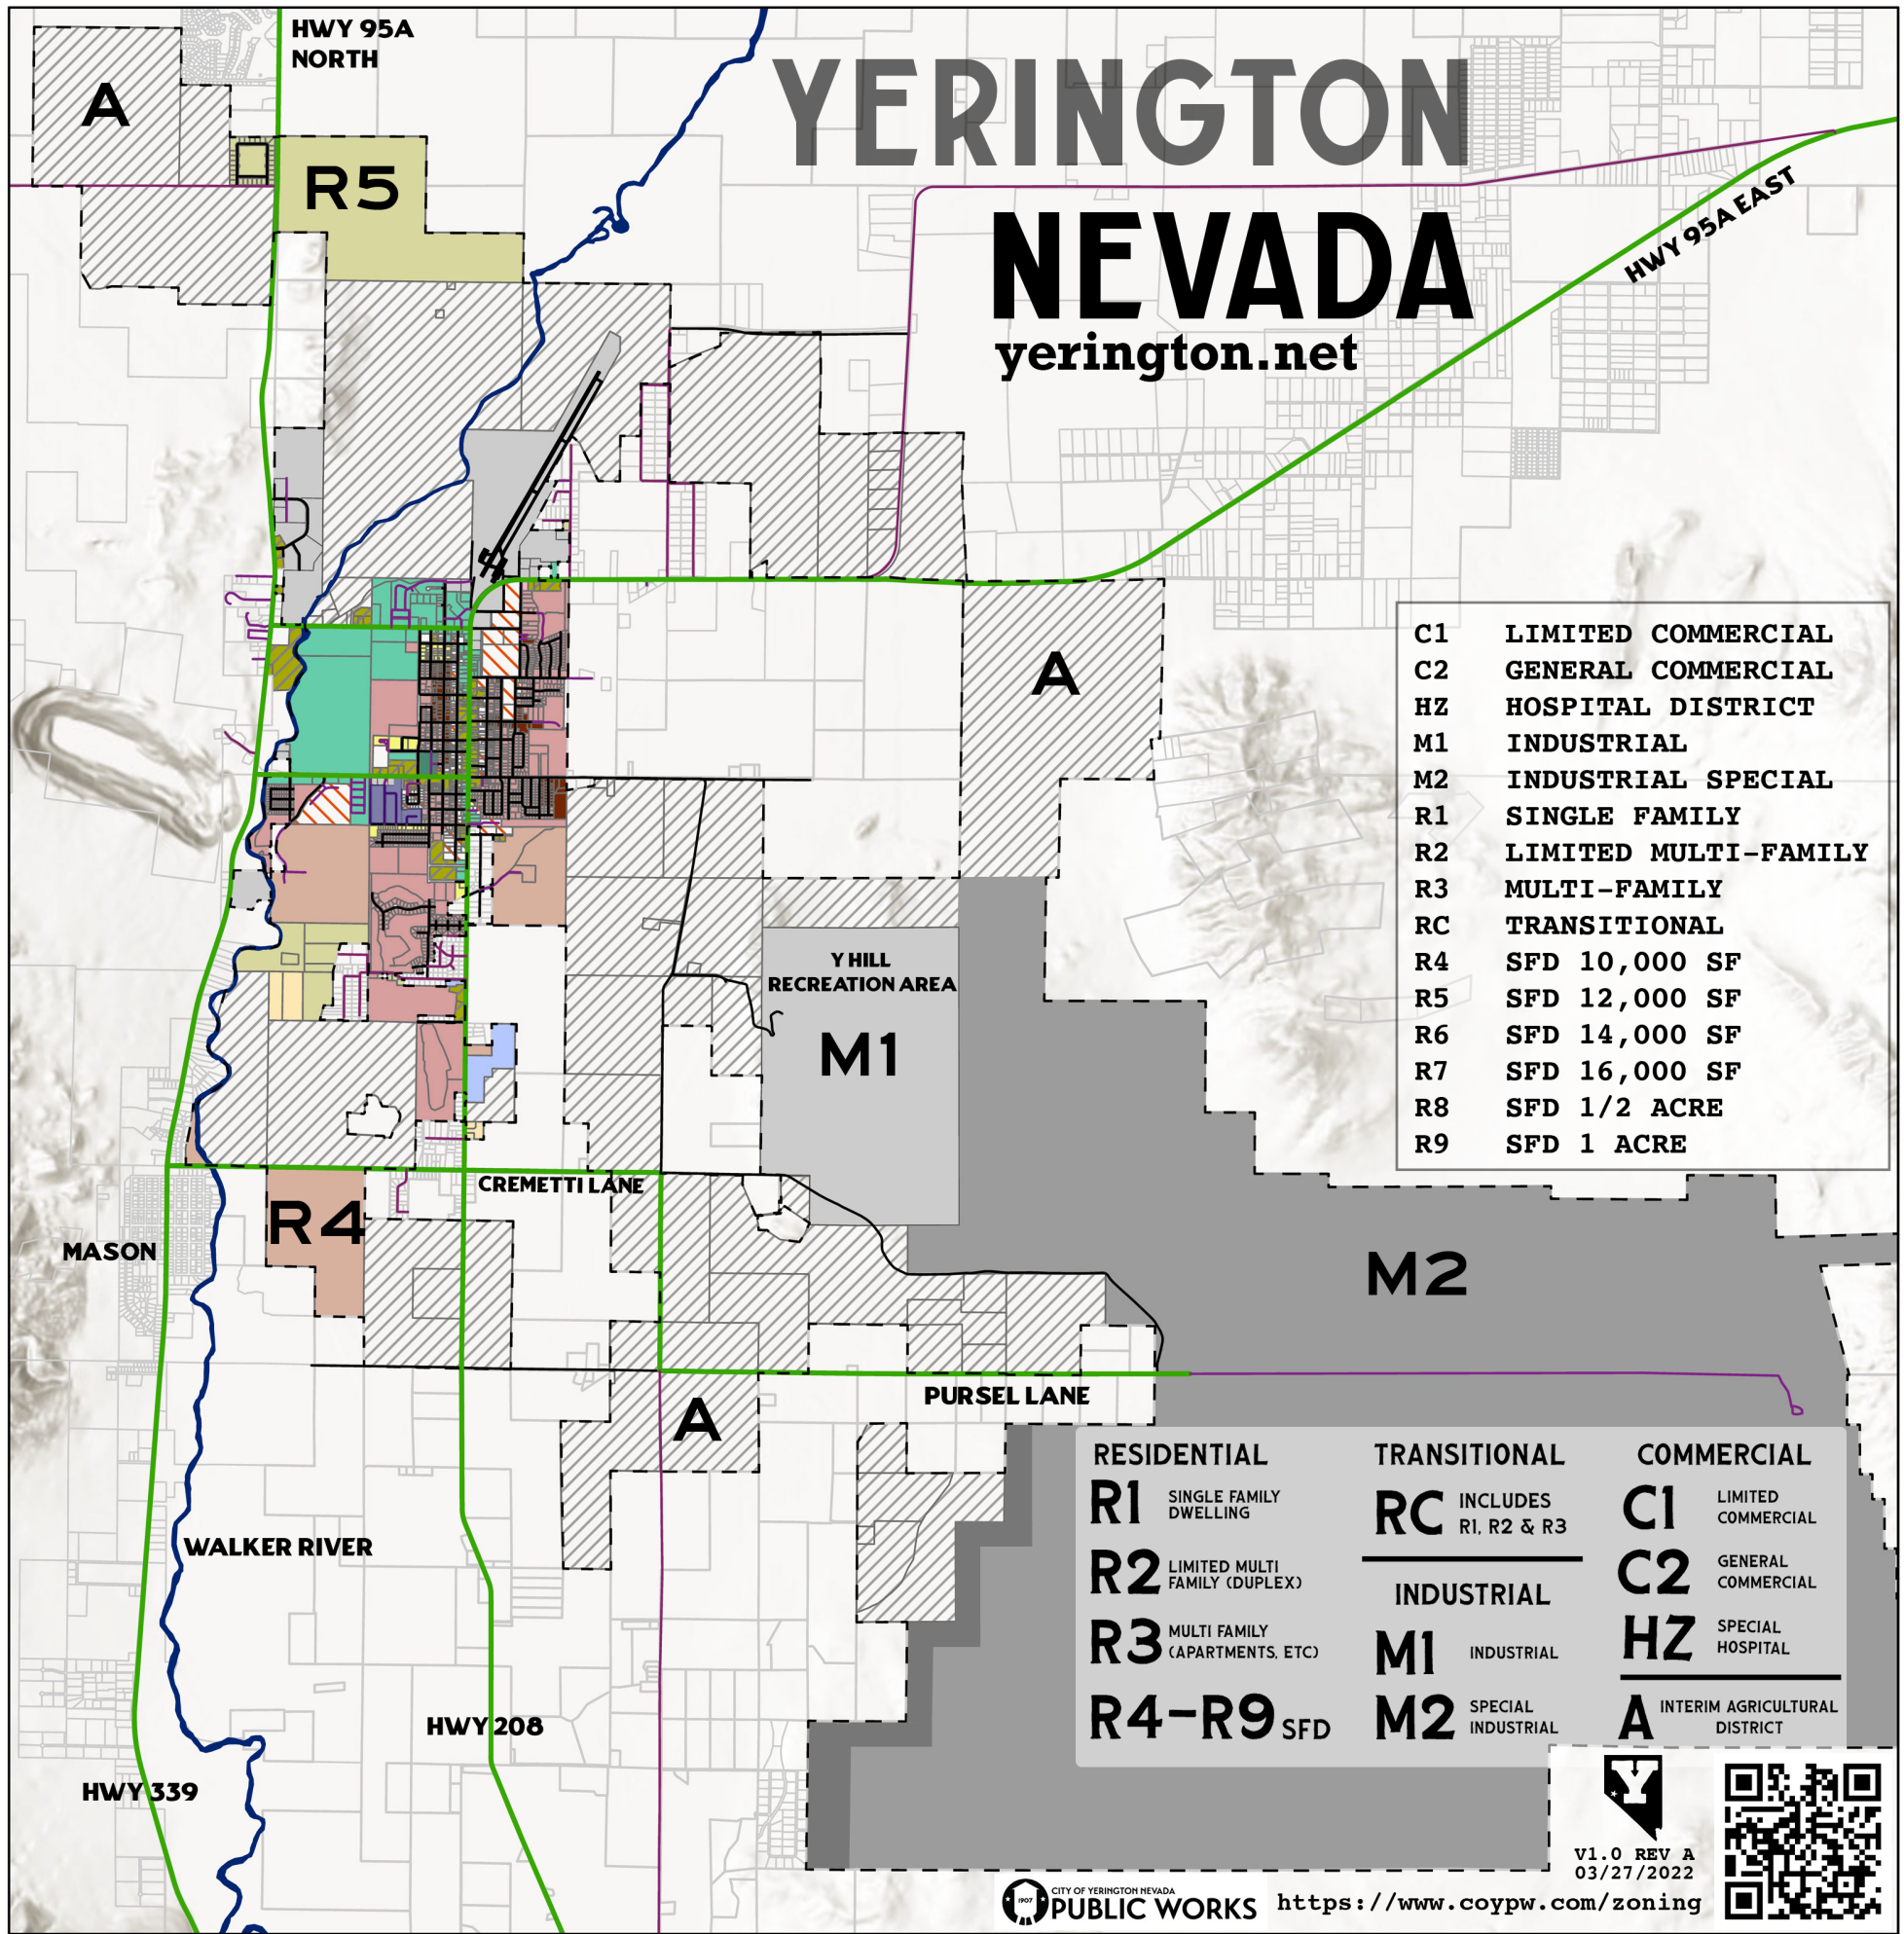 HWY 95A
NORTH
A
R5
YERINGTON
NEVADA
yerington.net
HWY 95A EAST
A
C1 LIMITED COMMERCIAL
C2 GENERAL COMMERCIAL
HZ HOSPITAL DISTRICT
M1 INDUSTRIAL
M2 INDUSTRIAL SPECIAL
R1 SINGLE FAMILY
R2 LIMITED MULTI-FAMILY
R3 MULTI-FAMILY
RC TRANSITIONAL
R4 SFD 10,000 SF
R5 SFD 12,000 SF
R6 SFD 14,000 SF
R7 SFD 16,000 SF
R8 SFD 1/2 ACRE
R9 SFD 1 ACRE
Y HILL
RECREATION AREA
M1
CREMETTI LANE
R4
MASON
M2
PURSEL LANE
A
WALKER RIVER
HWY 208
HWY 339
RESIDENTIAL
R1 SINGLE FAMILY
DWELLING
R2 LIMITED MULTI
FAMILY (DUPLEX)
R3 MULTI FAMILY
(APARTMENTS, ETC)
R4-R9 SFD
TRANSITIONAL
RC INCLUDES
R1, R2 & R3
INDUSTRIAL
M1 INDUSTRIAL
M2 SPECIAL
INDUSTRIAL
COMMERCIAL
C1 LIMITED
COMMERCIAL
C2 GENERAL
COMMERCIAL
HZ SPECIAL
HOSPITAL
A INTERIM AGRICULTURAL
DISTRICT
Y
V1.0 REV A
03/27/2022
1907
CITY OF YERINGTON NEVADA
PUBLIC WORKS
https://www.coypw.com/zoning